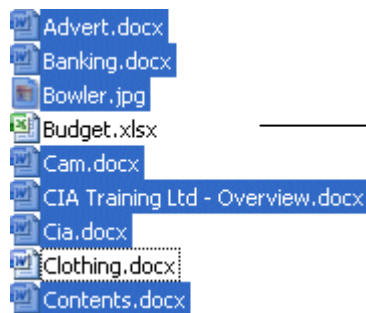 Advert.docx
Banking.docx
Bowler.jpg
Budget.xlsx
Cam.docx
CIA Training Ltd - Overview.docx
Cia.docx
Clothing.docx
Contents.docx